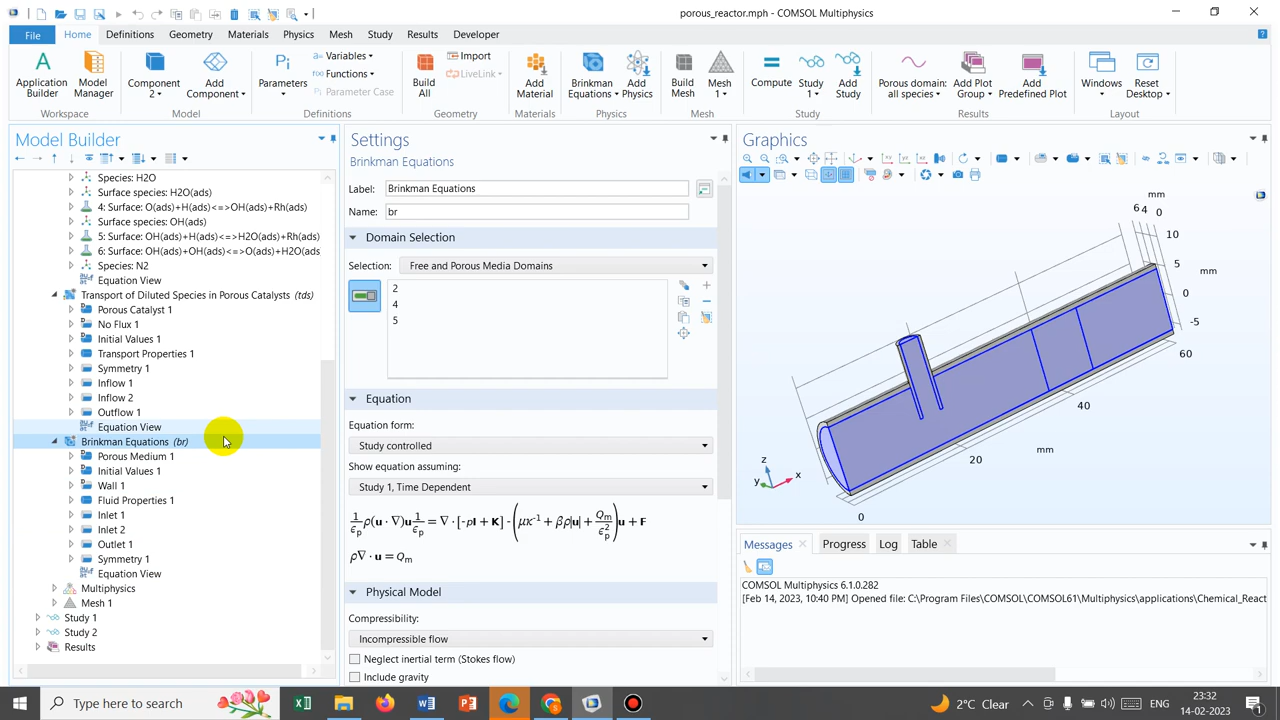 porous_reactor.mph - COMSOL Multiphysics
File Home Definitions Geometry Materials Physics Mesh Study Results Developer
Application Builder
Model Manager
Component 2
Add Component
Parameters
Variables
Functions
Parameter Case
Build All
Import
LiveLink
Add Material
Brinkman Equations
Add Physics
Build Mesh
Mesh 1
Compute
Study 1
Add Study
Porous domain: all species
Add Plot Group
Add Predefined Plot
Windows
Reset Desktop
Workspace Model Definitions Geometry Materials Physics Mesh Study Results Layout
Model Builder
Species: H2O
Surface species: H2O(ads)
4: Surface: O(ads)+H(ads)<=>OH(ads)+Rh(ads)
Surface species: OH(ads)
5: Surface: OH(ads)+H(ads)<=>H2O(ads)+Rh(ads)
6: Surface: OH(ads)+OH(ads)<=>O(ads)+H2O(ads
Species: N2
Equation View
Transport of Diluted Species in Porous Catalysts (tds)
Porous Catalyst 1
No Flux 1
Initial Values 1
Transport Properties 1
Symmetry 1
Inflow 1
Inflow 2
Outflow 1
Equation View
Brinkman Equations (br)
Porous Medium 1
Initial Values 1
Wall 1
Fluid Properties 1
Inlet 1
Inlet 2
Outlet 1
Symmetry 1
Equation View
Multiphysics
Mesh 1
Study 1
Study 2
Results
Settings
Brinkman Equations
Label: Brinkman Equations
Name: br
Domain Selection
Selection: Free and Porous Media Domains
2
4
5
Equation
Equation form:
Study controlled
Show equation assuming:
Study 1, Time Dependent
1/εp ρ(u · ∇)u 1/εp = ∇ · [-pI + K] - (μκ⁻¹ + βρ|u| + Qm/εp²)u + F
ρ∇ · u = Qm
Physical Model
Compressibility:
Incompressible flow
Neglect inertial term (Stokes flow)
Include gravity
Graphics
mm
6 4 0
10
5
mm
0
-5
60
40
mm
20
0
z
y
x
Messages Progress Log Table
COMSOL Multiphysics 6.1.0.282
[Feb 14, 2023, 10:40 PM] Opened file: C:\Program Files\COMSOL\COMSOL61\Multiphysics\applications\Chemical_React
Type here to search
2°C Clear
ENG
23:32
14-02-2023